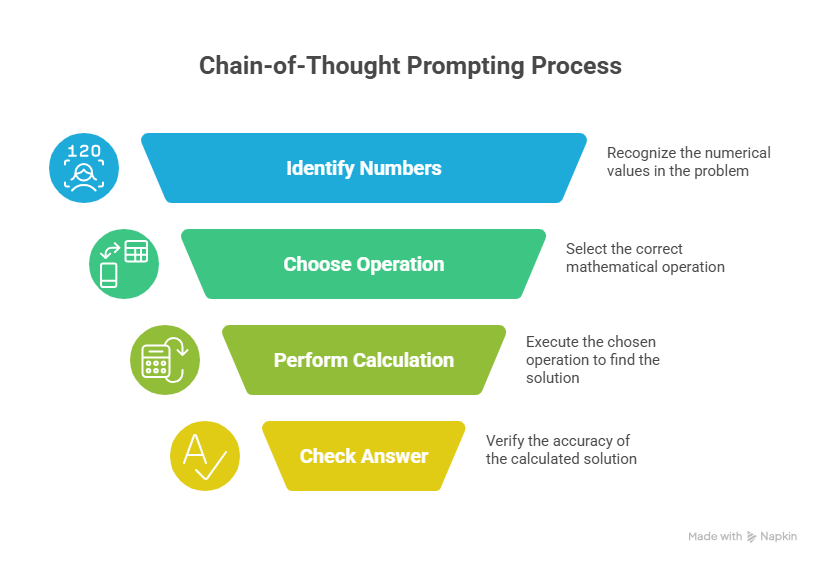 Chain-of-Thought Prompting Process
120
Identify Numbers
Recognize the numerical
values in the problem
Choose Operation
Select the correct
mathematical operation
Perform Calculation
Execute the chosen
operation to find the
solution
A
Check Answer
Verify the accuracy of
the calculated solution
Made with Napkin